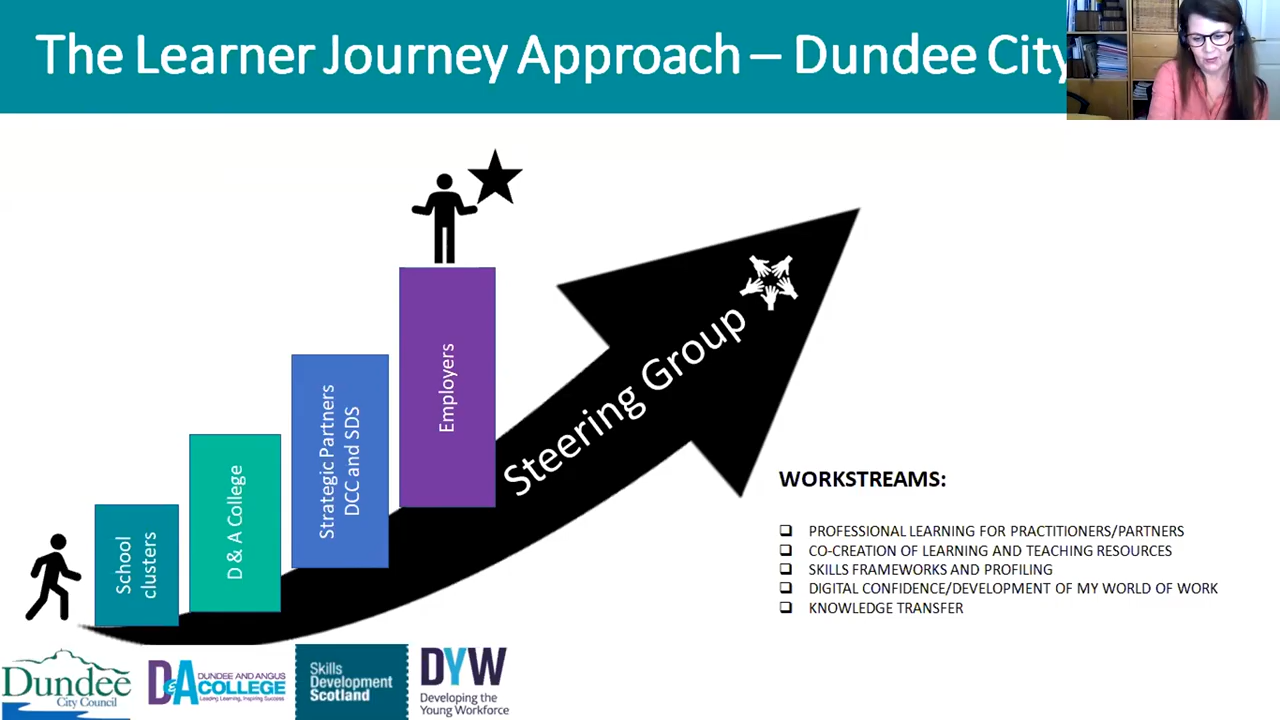 The Learner Journey Approach – Dundee City
School
clusters
D & A College
Strategic Partners
DCC and SDS
Employers
Steering Group
WORKSTREAMS:
PROFESSIONAL LEARNING FOR PRACTITIONERS/PARTNERS
CO-CREATION OF LEARNING AND TEACHING RESOURCES
SKILLS FRAMEWORKS AND PROFILING
DIGITAL CONFIDENCE/DEVELOPMENT OF MY WORLD OF WORK
KNOWLEDGE TRANSFER
Dundee
City Council
D&A DUNDEE AND ANGUS
COLLEGE
Leading Learning, Inspiring Success
Skills
Development
Scotland
DYW
Developing the
Young Workforce